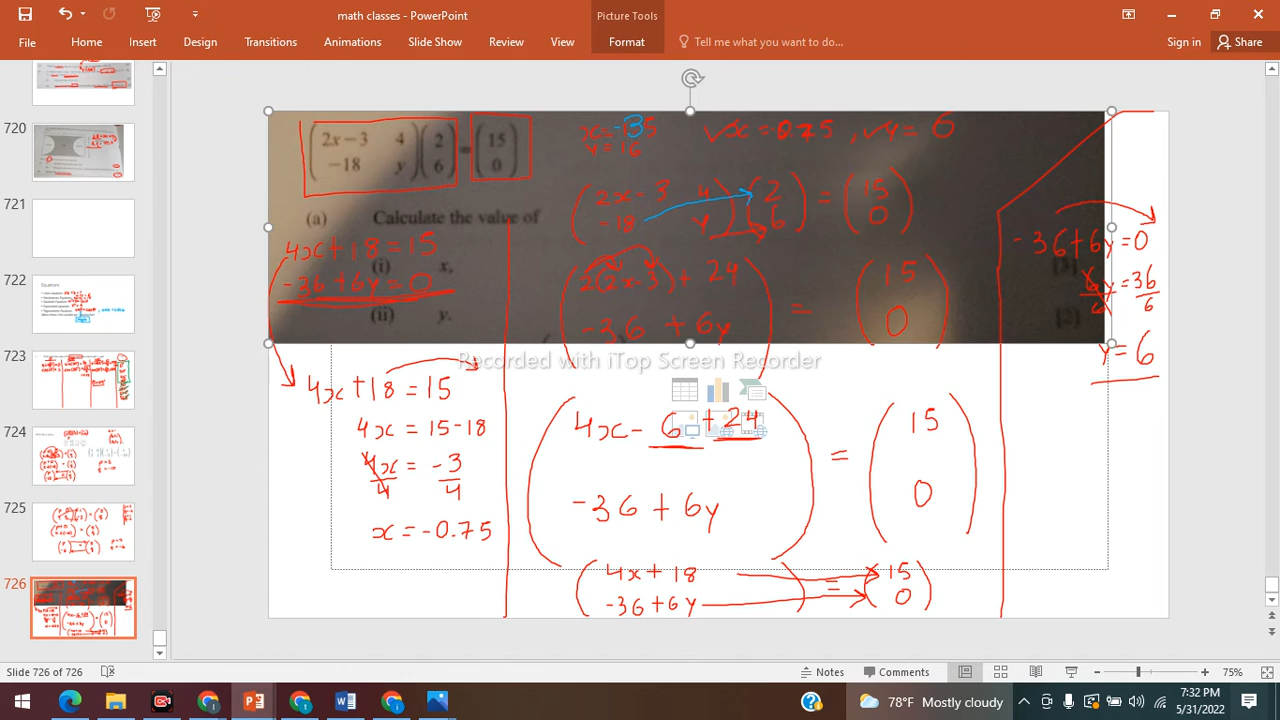 math classes - PowerPoint
Picture Tools
Sign in
Share
File
Home
Insert
Design
Transitions
Animations
Slide Show
Review
View
Format
Tell me what you want to do...
720
721
722
723
724
725
726
(2x − 3 4
−18 y) (2
6) = (15
0)
(a) Calculate the value of
(i) x,
(ii) y.
[2]
y = 16
x = -0.75 , y = 6
(2x - 3 4
-18 y) (2
6) = (15
0)
4x + 18 = 15
-36 + 6y = 0
(2(2x - 3) + 24
-36 + 6y) = (15
0)
-36 + 6y = 0
6y = 36
6 6
y = 6
Recorded with iTop Screen Recorder
4x + 18 = 15
4x = 15 - 18
4x = -3
4 4
x = -0.75
(4x - 6 + 24
-36 + 6y) = (15
0)
(4x + 18
-36 + 6y) = (15
0)
Slide 726 of 726
Notes
Comments
75%
78°F Mostly cloudy
7:32 PM
5/31/2022